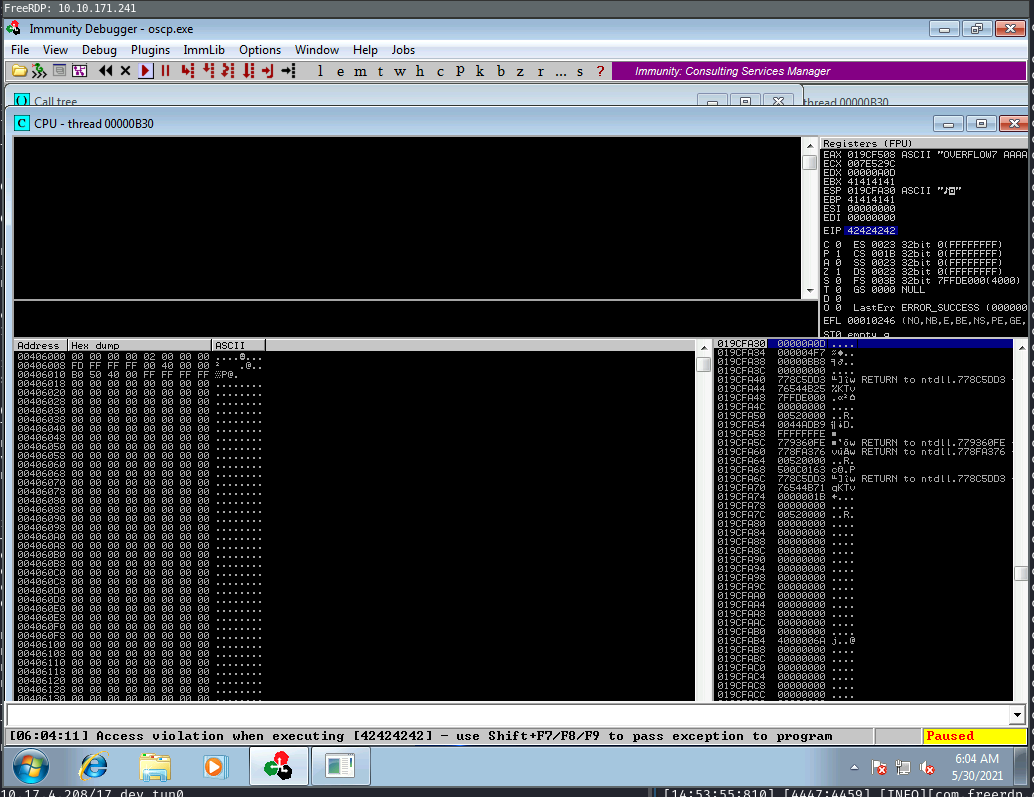 FreeRDP: 10.10.171.241
Immunity Debugger - oscp.exe
File View Debug Plugins ImmLib Options Window Help Jobs
l e m t w h c P k b z r ... s ?
Immunity: Consulting Services Manager
Call tree
thread 00000B30
CPU - thread 00000B30
Registers (FPU)
EAX 019CF508 ASCII "OVERFLOW7 AAAA
ECX 007E529C
EDX 00000A0D
EBX 41414141
ESP 019CFA30 ASCII
EBP 41414141
ESI 00000000
EDI 00000000
EIP 42424242
C 0 ES 0023 32bit 0(FFFFFFFF)
P 1 CS 001B 32bit 0(FFFFFFFF)
A 0 SS 0023 32bit 0(FFFFFFFF)
Z 1 DS 0023 32bit 0(FFFFFFFF)
S 0 FS 003B 32bit 7FFDE000(4000)
T 0 GS 0000 NULL
D 0
O 0 LastErr ERROR_SUCCESS (000000
EFL 00010246 (NO,NB,E,BE,NS,PE,GE,
ST0 empty g
Address Hex dump ASCII
00406000 00 00 00 00 02 00 00 00
00406008 FD FF FF FF 00 40 00 00
00406010 B0 50 40 00 FF FF FF FF
00406018 00 00 00 00 00 00 00 00 ........
00406020 00 00 00 00 00 00 00 00 ........
00406028 00 00 00 00 00 00 00 00 ........
00406030 00 00 00 00 00 00 00 00 ........
00406038 00 00 00 00 00 00 00 00 ........
00406040 00 00 00 00 00 00 00 00 ........
00406048 00 00 00 00 00 00 00 00 ........
00406050 00 00 00 00 00 00 00 00 ........
00406058 00 00 00 00 00 00 00 00 ........
00406060 00 00 00 00 00 00 00 00 ........
00406068 00 00 00 00 00 00 00 00 ........
00406070 00 00 00 00 00 00 00 00 ........
00406078 00 00 00 00 00 00 00 00 ........
00406080 00 00 00 00 00 00 00 00 ........
00406088 00 00 00 00 00 00 00 00 ........
00406090 00 00 00 00 00 00 00 00 ........
00406098 00 00 00 00 00 00 00 00 ........
004060A0 00 00 00 00 00 00 00 00 ........
004060A8 00 00 00 00 00 00 00 00 ........
004060B0 00 00 00 00 00 00 00 00 ........
004060B8 00 00 00 00 00 00 00 00 ........
004060C0 00 00 00 00 00 00 00 00 ........
004060C8 00 00 00 00 00 00 00 00 ........
004060D0 00 00 00 00 00 00 00 00 ........
004060D8 00 00 00 00 00 00 00 00 ........
004060E0 00 00 00 00 00 00 00 00 ........
004060E8 00 00 00 00 00 00 00 00 ........
004060F0 00 00 00 00 00 00 00 00 ........
004060F8 00 00 00 00 00 00 00 00 ........
00406100 00 00 00 00 00 00 00 00 ........
00406108 00 00 00 00 00 00 00 00 ........
00406110 00 00 00 00 00 00 00 00 ........
00406118 00 00 00 00 00 00 00 00 ........
00406120 00 00 00 00 00 00 00 00 ........
00406128 00 00 00 00 00 00 00 00 ........
00406130 00 00 00 00 00 00 00 00 ........
019CFA30 00000A0D ....
019CFA34 000004F7
019CFA38 00000BB8
019CFA3C 00000000 ....
019CFA40 778C5DD3 RETURN to ntdll.778C5DD3
019CFA44 76544B25 %KTv
019CFA48 7FFDE000
019CFA4C 00000000 ....
019CFA50 00520000 ..R.
019CFA54 0044ADB9
019CFA58 FFFFFFFE
019CFA5C 779360FE RETURN to ntdll.779360FE
019CFA60 778FA376 RETURN to ntdll.778FA376
019CFA64 00520000 ..R.
019CFA68 500C0163
019CFA6C 778C5DD3 RETURN to ntdll.778C5DD3
019CFA70 76544B71 qKTv
019CFA74 0000001B
019CFA78 00000000 ....
019CFA7C 00520000 ..R.
019CFA80 00000000 ....
019CFA84 00000000 ....
019CFA88 00000000 ....
019CFA8C 00000000 ....
019CFA90 00000000 ....
019CFA94 00000000 ....
019CFA98 00000000 ....
019CFA9C 00000000 ....
019CFAA0 00000000 ....
019CFAA4 00000000 ....
019CFAA8 00000000 ....
019CFAAC 00000000 ....
019CFAB0 00000000 ....
019CFAB4 4000006A j..@
019CFAB8 00000000 ....
019CFABC 00000000 ....
019CFAC0 00000000 ....
019CFAC4 00000000 ....
019CFAC8 00000000 ....
019CFACC 00000000 ....
[06:04:11] Access violation when executing [42424242] - use Shift+F7/F8/F9 to pass exception to program
Paused
6:04 AM
5/30/2021
10.17.4.208/17 dev tun0
[14:53:55:810] [4447:4459] [INFO][com.freerdp